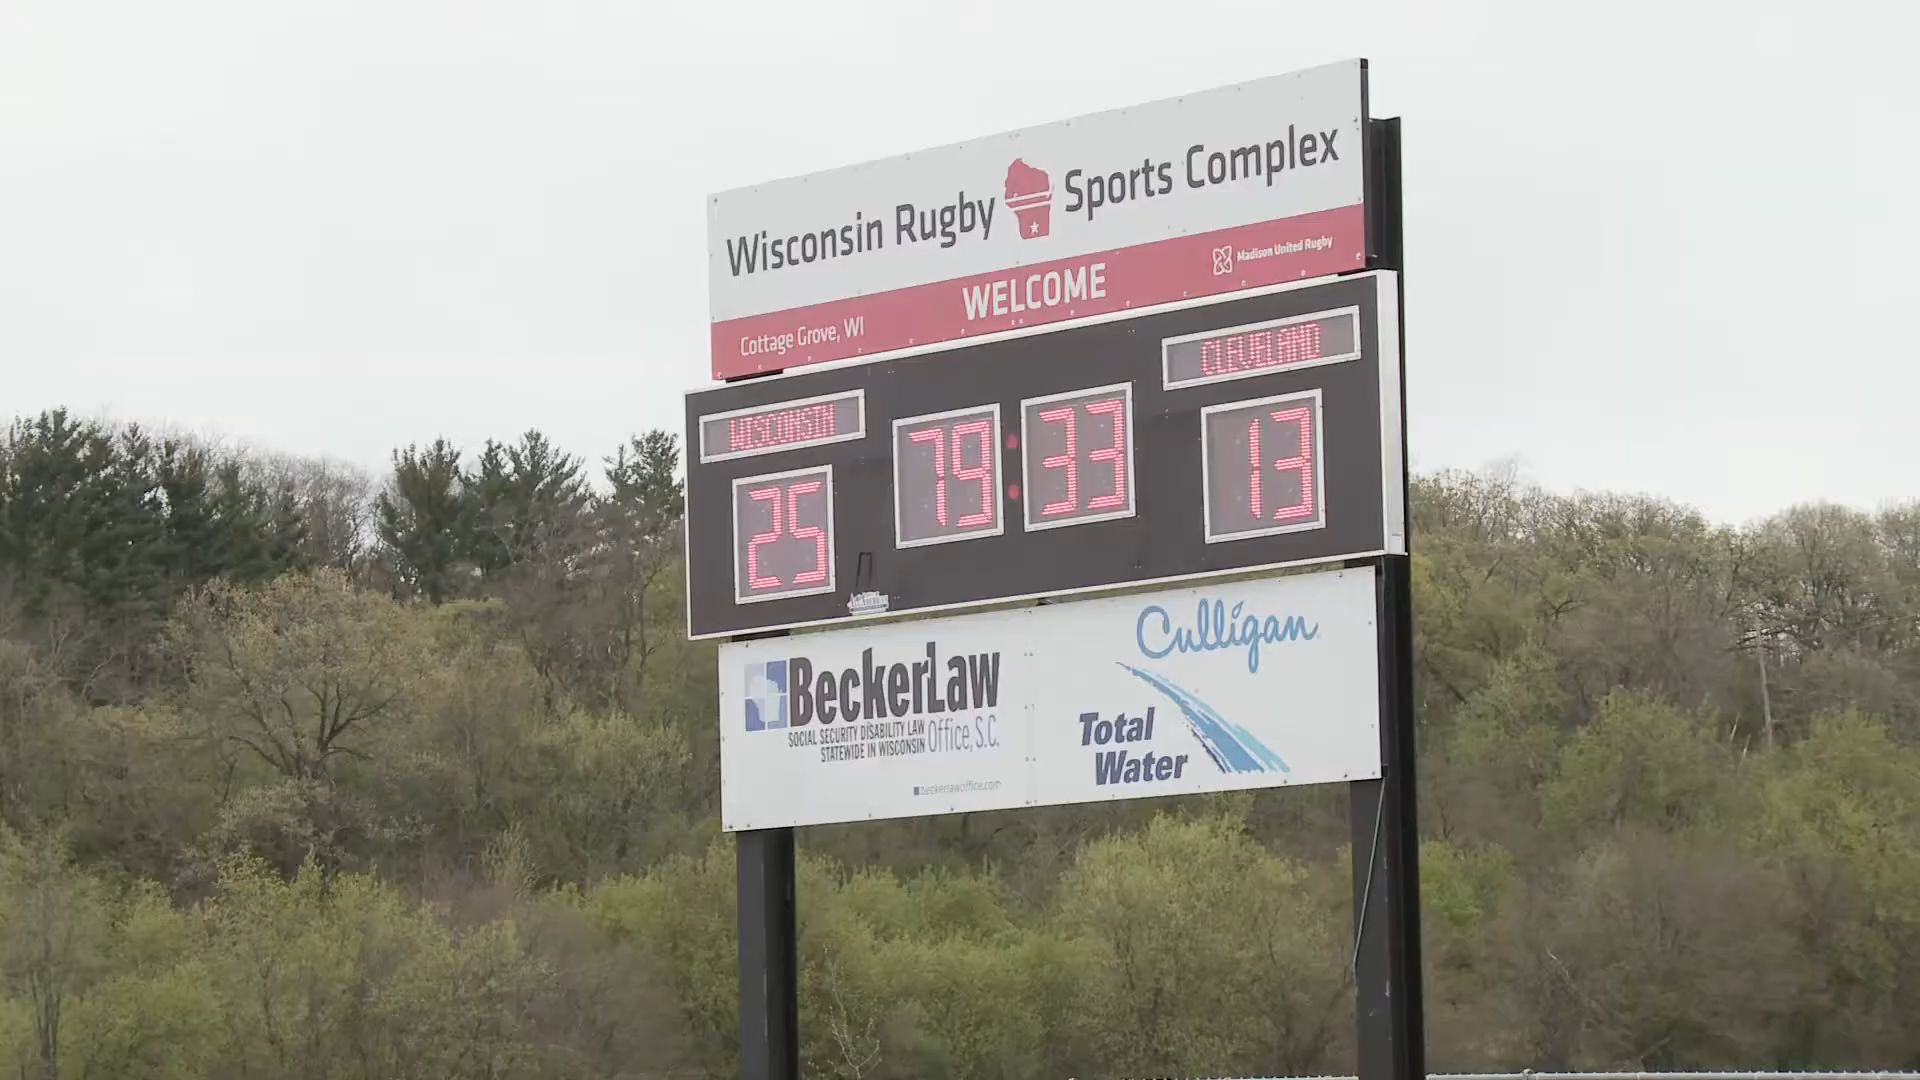 Wisconsin Rugby Sports Complex
WELCOME
Madison United Rugby
Cottage Grove, WI
WISCONSIN
CLEVELAND
25
79:33
13
BeckerLaw
SOCIAL SECURITY DISABILITY LAW
STATEWIDE IN WISCONSIN
Office, S.C.
beckerlawoffice.com
Culligan
Total
Water